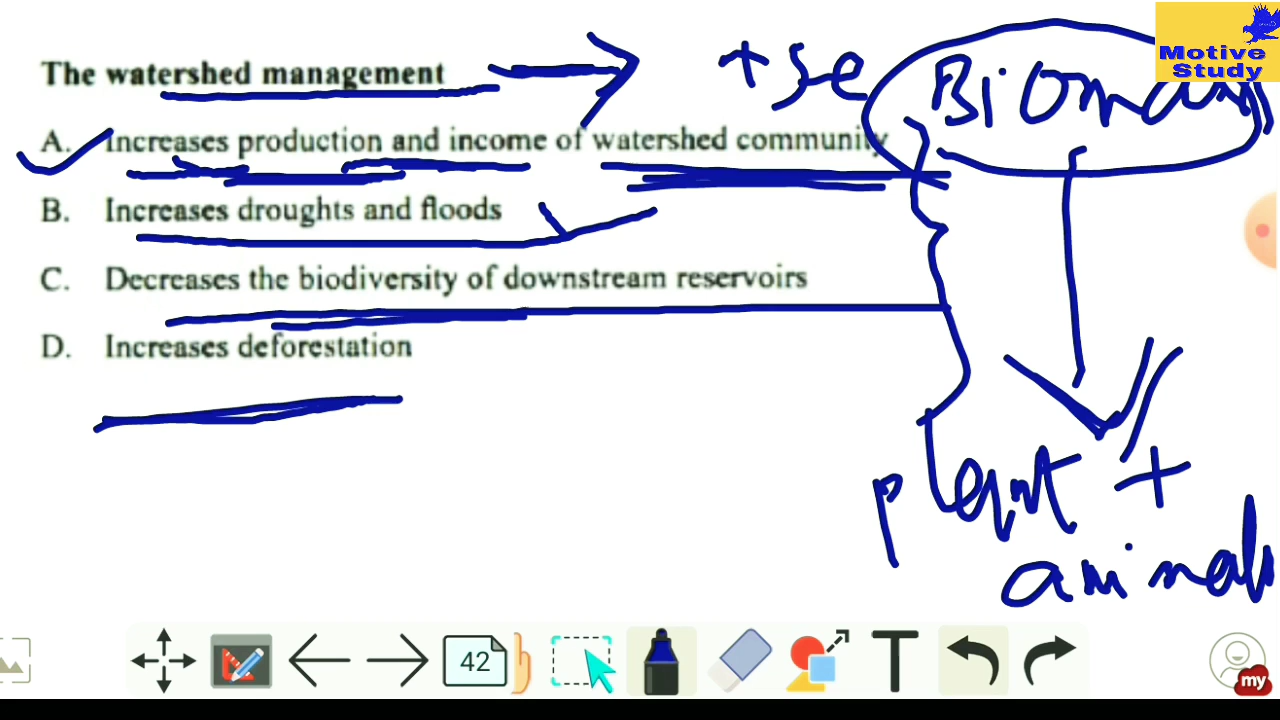 The watershed management
+se Biomass
Motive
Study
A. Increases production and income of watershed community
B. Increases droughts and floods
C. Decreases the biodiversity of downstream reservoirs
D. Increases deforestation
plant +
animal
42
T
my